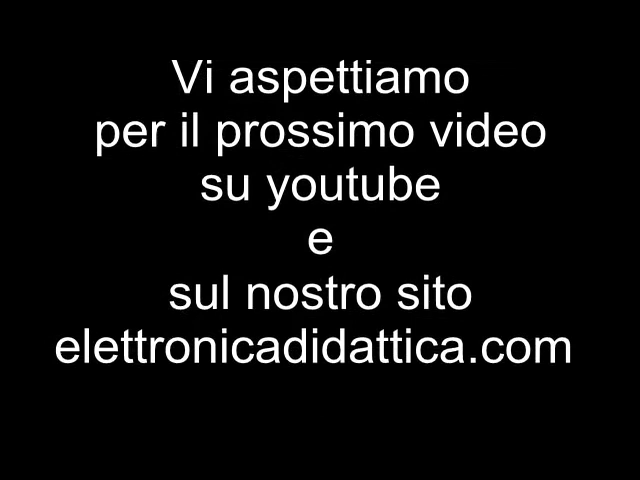 Vi aspettiamo
per il prossimo video
su youtube
e
sul nostro sito
elettronicadidattica.com